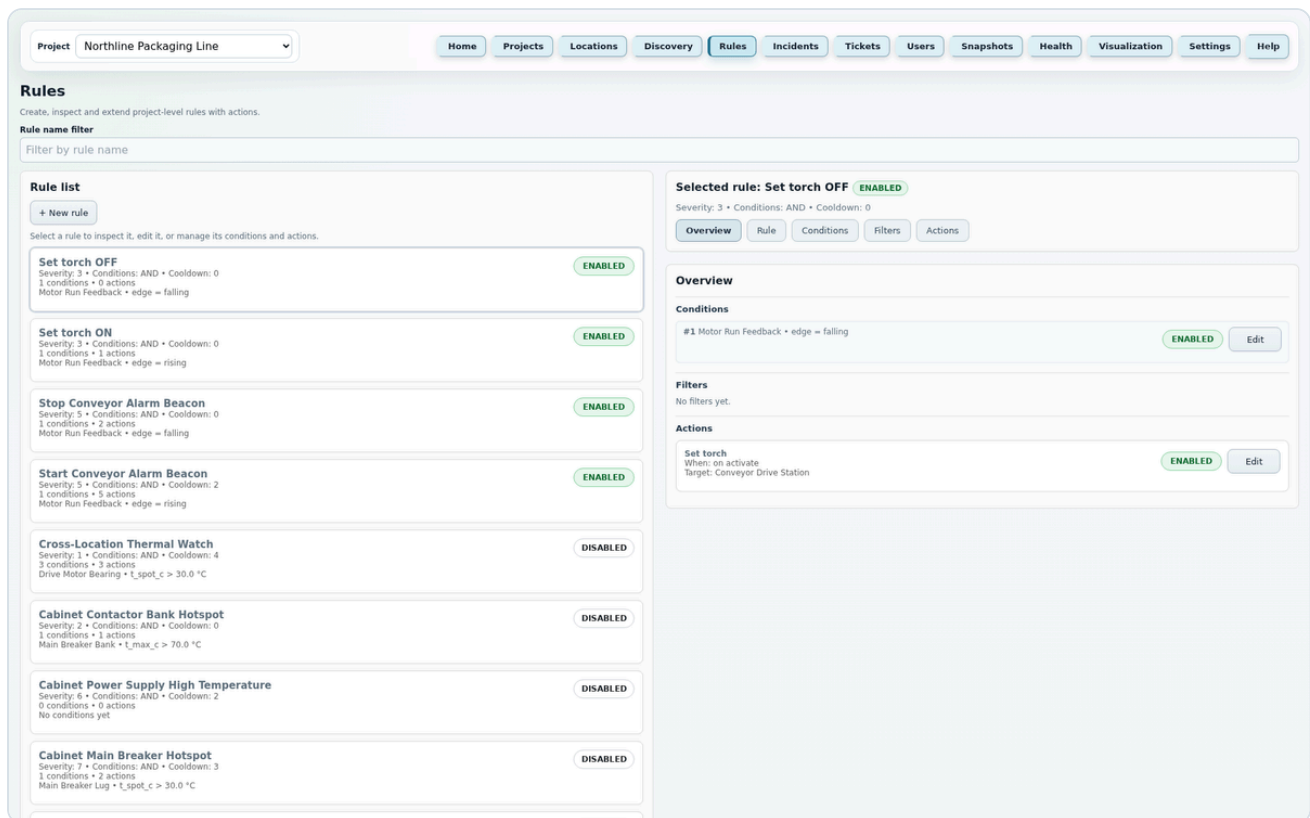 Project Northline Packaging Line Home Projects Locations Discovery Rules Incidents Tickets Users Snapshots Health Visualization Settings Help
Rules
Create, inspect and extend project-level rules with actions.
Rule name filter
Filter by rule name
Rule list
+ New rule
Select a rule to inspect it, edit it, or manage its conditions and actions.
Set torch OFF ENABLED
Severity: 3 • Conditions: AND • Cooldown: 0
1 conditions • 0 actions
Motor Run Feedback • edge = falling
Set torch ON ENABLED
Severity: 3 • Conditions: AND • Cooldown: 0
1 conditions • 1 actions
Motor Run Feedback • edge = rising
Stop Conveyor Alarm Beacon ENABLED
Severity: 5 • Conditions: AND • Cooldown: 0
1 conditions • 2 actions
Motor Run Feedback • edge = falling
Start Conveyor Alarm Beacon ENABLED
Severity: 5 • Conditions: AND • Cooldown: 2
1 conditions • 5 actions
Motor Run Feedback • edge = rising
Cross-Location Thermal Watch DISABLED
Severity: 1 • Conditions: AND • Cooldown: 4
3 conditions • 3 actions
Drive Motor Bearing • t_spot_c > 30.0 °C
Cabinet Contactor Bank Hotspot DISABLED
Severity: 2 • Conditions: AND • Cooldown: 0
1 conditions • 1 actions
Main Breaker Bank • t_max_c > 70.0 °C
Cabinet Power Supply High Temperature DISABLED
Severity: 6 • Conditions: AND • Cooldown: 2
0 conditions • 0 actions
No conditions yet
Cabinet Main Breaker Hotspot DISABLED
Severity: 7 • Conditions: AND • Cooldown: 3
1 conditions • 2 actions
Main Breaker Lug • t_spot_c > 30.0 °C
Selected rule: Set torch OFF ENABLED
Severity: 3 • Conditions: AND • Cooldown: 0
Overview Rule Conditions Filters Actions
Overview
Conditions
#1 Motor Run Feedback • edge = falling ENABLED Edit
Filters
No filters yet.
Actions
Set torch ENABLED Edit
When: on activate
Target: Conveyor Drive Station